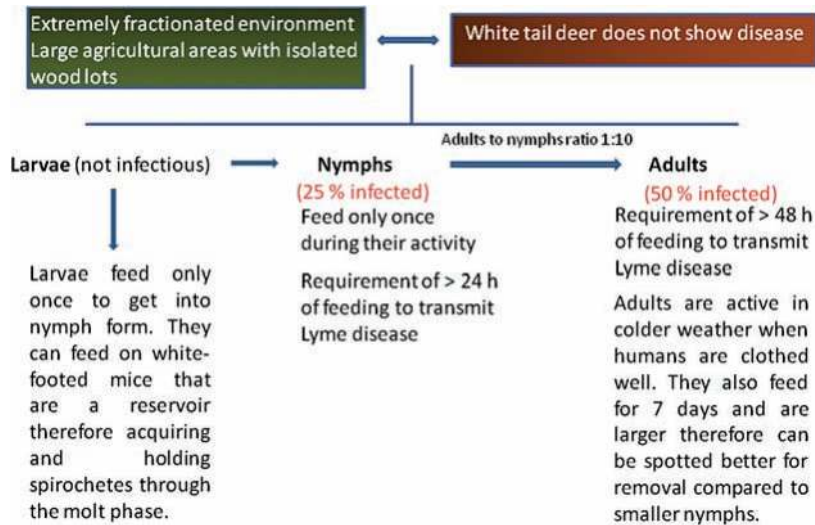 Extremely fractionated environment
Large agricultural areas with isolated
wood lots
White tail deer does not show disease
Adults to nymphs ratio 1:10
Larvae (not infectious)
Nymphs
(25 % infected)
Feed only once
during their activity
Requirement of > 24 h
of feeding to transmit
Lyme disease
Adults
(50 % infected)
Requirement of > 48 h
of feeding to transmit
Lyme disease
Larvae feed only
once to get into
nymph form. They
can feed on white-
footed mice that
are a reservoir
therefore acquiring
and holding
spirochetes through
the molt phase.
Adults are active in
colder weather when
humans are clothed
well. They also feed
for 7 days and are
larger therefore can
be spotted better for
removal compared to
smaller nymphs.